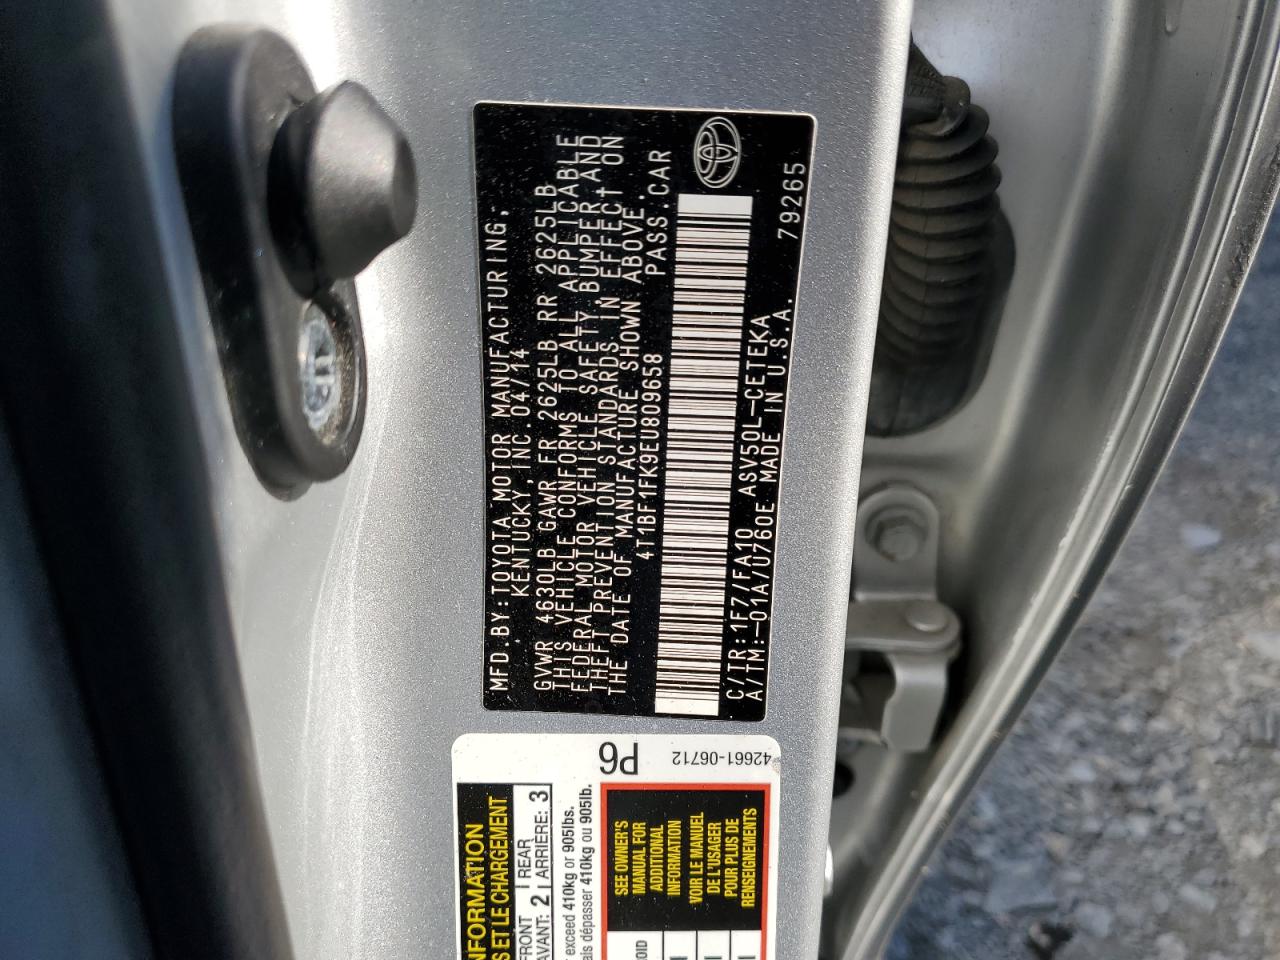 MFD. BY: TOYOTA MOTOR MANUFACTURING,
KENTUCKY, INC. 04/14
GVWR 4630LB GAWR FR 2625LB RR 2625LB
THIS VEHICLE CONFORMS TO ALL APPLICABLE
FEDERAL MOTOR VEHICLE SAFETY, BUMPER, AND
THEFT PREVENTION STANDARDS IN EFFECT ON
THE DATE OF MANUFACTURE SHOWN ABOVE.
4T1BF1FK9EU809658 PASS.CAR
C/TR:1F7/FA10 ASV50L-CETEKA
A/TM:-01A/U760E MADE IN U.S.A. 79265
P6
42661-06712
NFORMATION
S ET LE CHARGEMENT
FRONT REAR
AVANT: 2 ARRIÈRE: 3
exceed 410kg or 905lbs.
ais dépasser 410kg ou 905lb.
SEE OWNER'S
MANUAL FOR
ADDITIONAL
INFORMATION
VOIR LE MANUEL
DE L'USAGER
POUR PLUS DE
RENSEIGNEMENTS